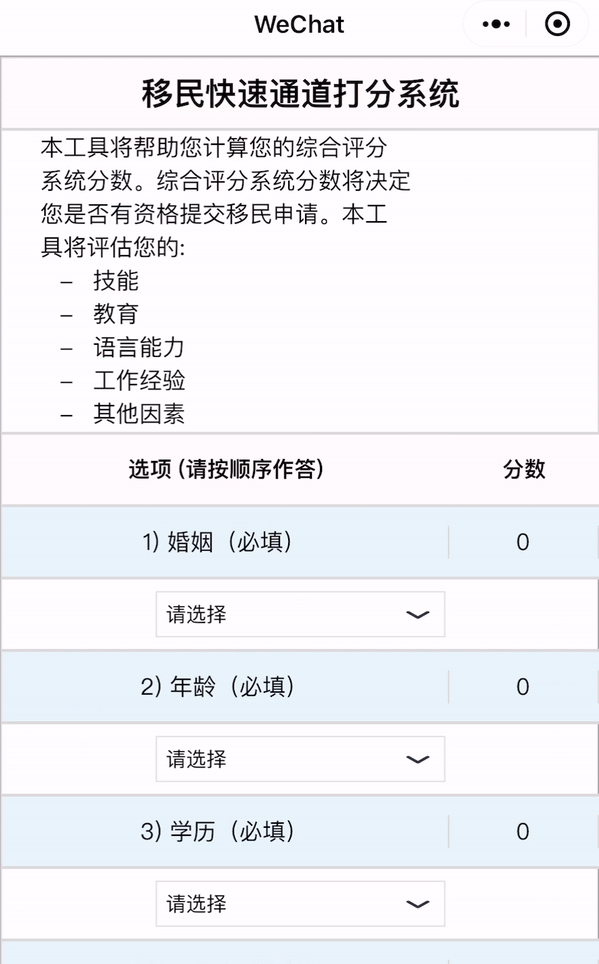 WeChat
移民快速通道打分系统
本工具将帮助您计算您的综合评分
系统分数。综合评分系统分数将决定
您是否有资格提交移民申请。本工
具将评估您的:
– 技能
– 教育
– 语言能力
– 工作经验
– 其他因素
选项 (请按顺序作答) 分数
1) 婚姻（必填） 0
请选择
2) 年龄（必填） 0
请选择
3) 学历（必填） 0
请选择